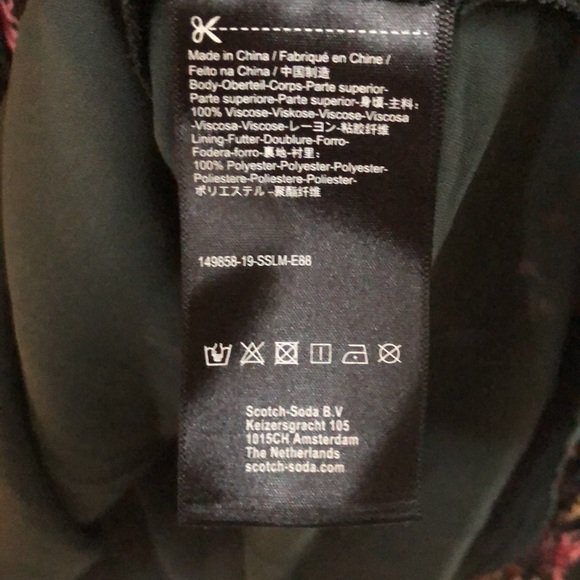 Made in China / Fabriqué en Chine /
Feito na China / 中国制造
Body-Oberteil-Corps-Parte superior-
Parte superiore-Parte superior-身頃-主料:
100% Viscose-Viskose-Viscose-Viscosa
-Viscosa-Viscose-レーヨン-粘胶纤维
Lining-Futter-Doublure-Forro-
Fodera-forro-裏地-村里:
100% Polyester-Polyester-Polyester-
Poliestere-Poliestere-Poliester-
ポリエステル-聚酯纤维
149858-19-SSLM-E88
Scotch-Soda B.V
Keizersgracht 105
1015CH Amsterdam
The Netherlands
scotch-soda.com